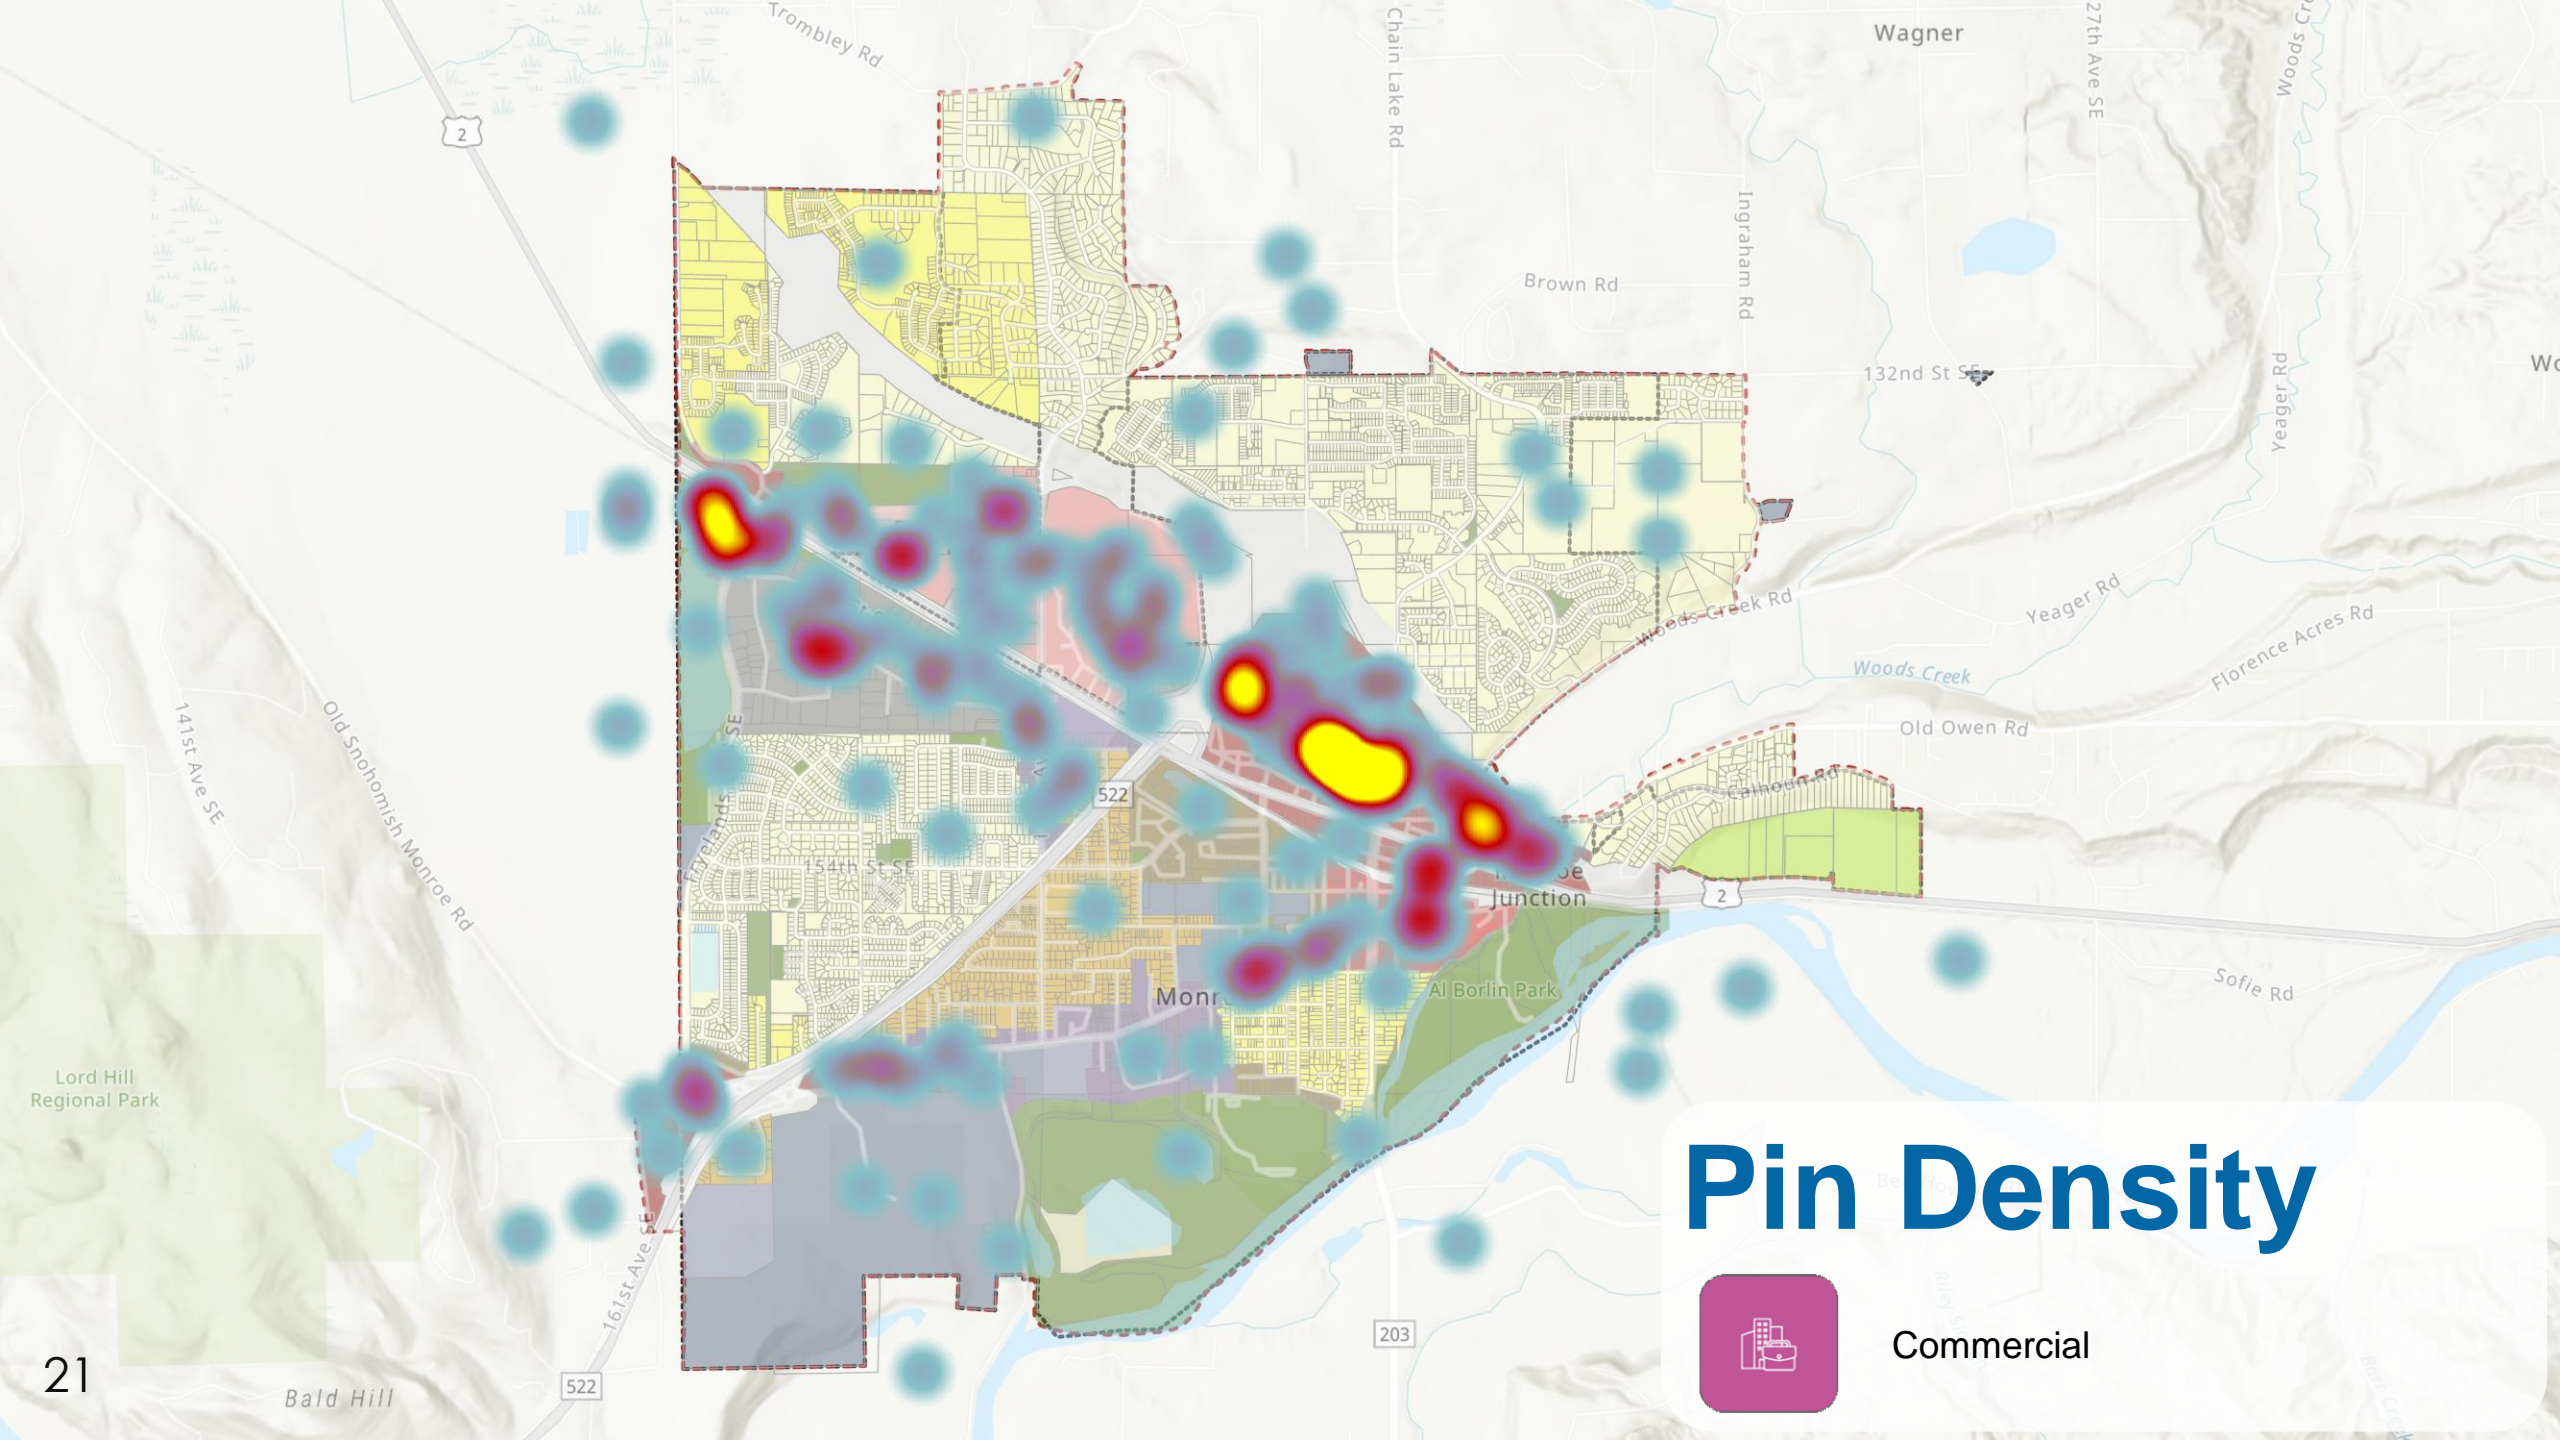 Trombley Rd
Chain Lake Rd
Wagner
27th Ave SE
2
Ingraham Rd
Brown Rd
132nd St SE
Yeager Rd
Woods Creek Rd
Yeager Rd
Florence Acres Rd
Woods Creek
Old Owen Rd
141st Ave SE
Old Snohomish Monroe Rd
SE
522
Calhoun Rd
Fryelands
154th St SE
Junction
2
Sofie Rd
Al Borlin Park
Lord Hill
Regional Park
161st Ave SE
203
522
Bald Hill
Pin Density
Commercial
21